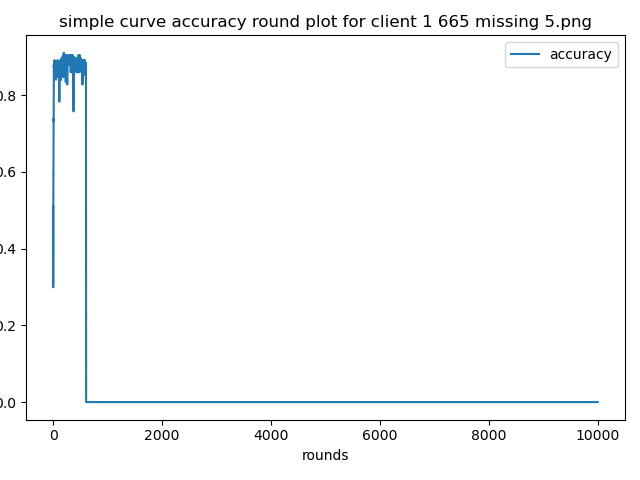 simple curve accuracy round plot for client 1 665 missing 5.png
accuracy
0.8
0.6
0.4
0.2
0.0
0 2000 4000 6000 8000 10000
rounds